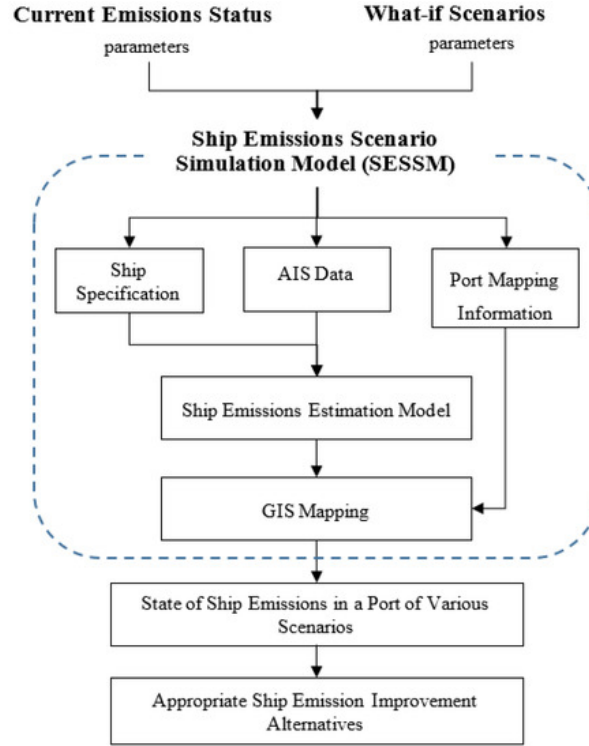 Current Emissions Status
What-if Scenarios
parameters
parameters
Ship Emissions Scenario
Simulation Model (SESSM)
Ship
Specification
AIS Data
Port Mapping
Information
Ship Emissions Estimation Model
GIS Mapping
State of Ship Emissions in a Port of Various
Scenarios
Appropriate Ship Emission Improvement
Alternatives